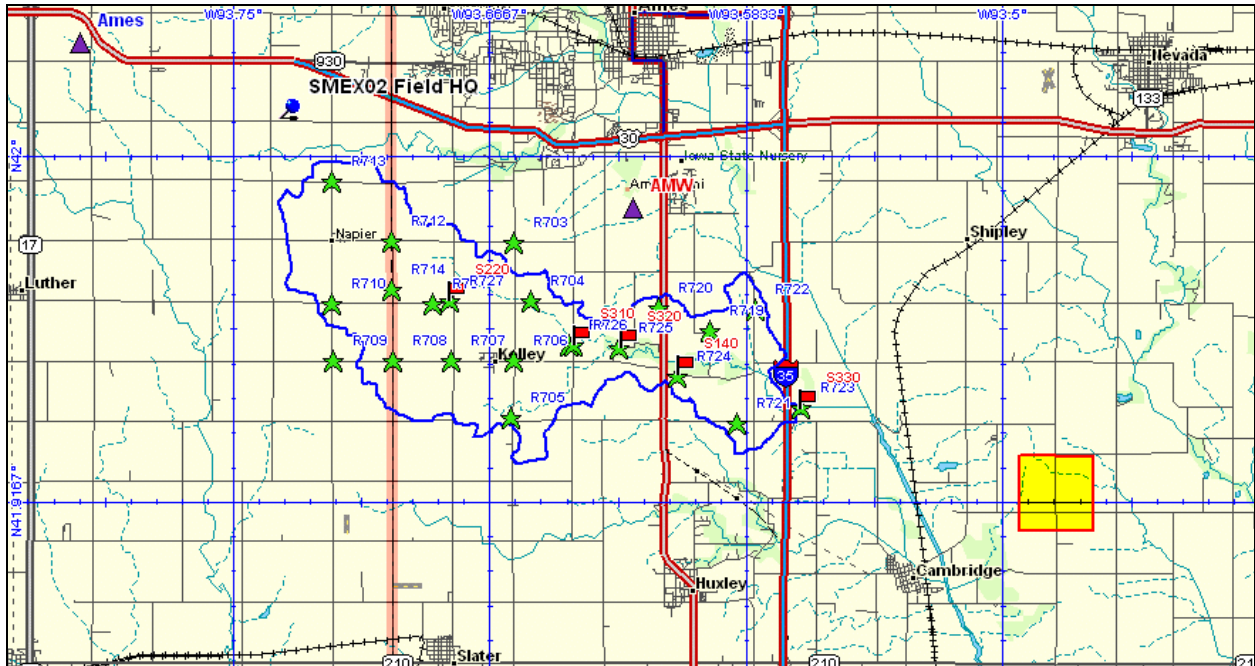 W93.75°
W93.6667°
W93.5833°
W93.5°
Ames
Ames
Nevada
930
SMEX02 Field HQ
133
30
Iowa State Nursery
N42°
R713
AMW
R712
R703
Napier
17
Shipley
Luther
R710
R714
S220
R727
R704
R720
R722
S310
S320
R719
R726
R725
S140
R709
R708
R707
Kelley
R706
R724
35
S330
R723
R705
R721
N41.9167°
Huxley
Cambridge
Slater
210
210